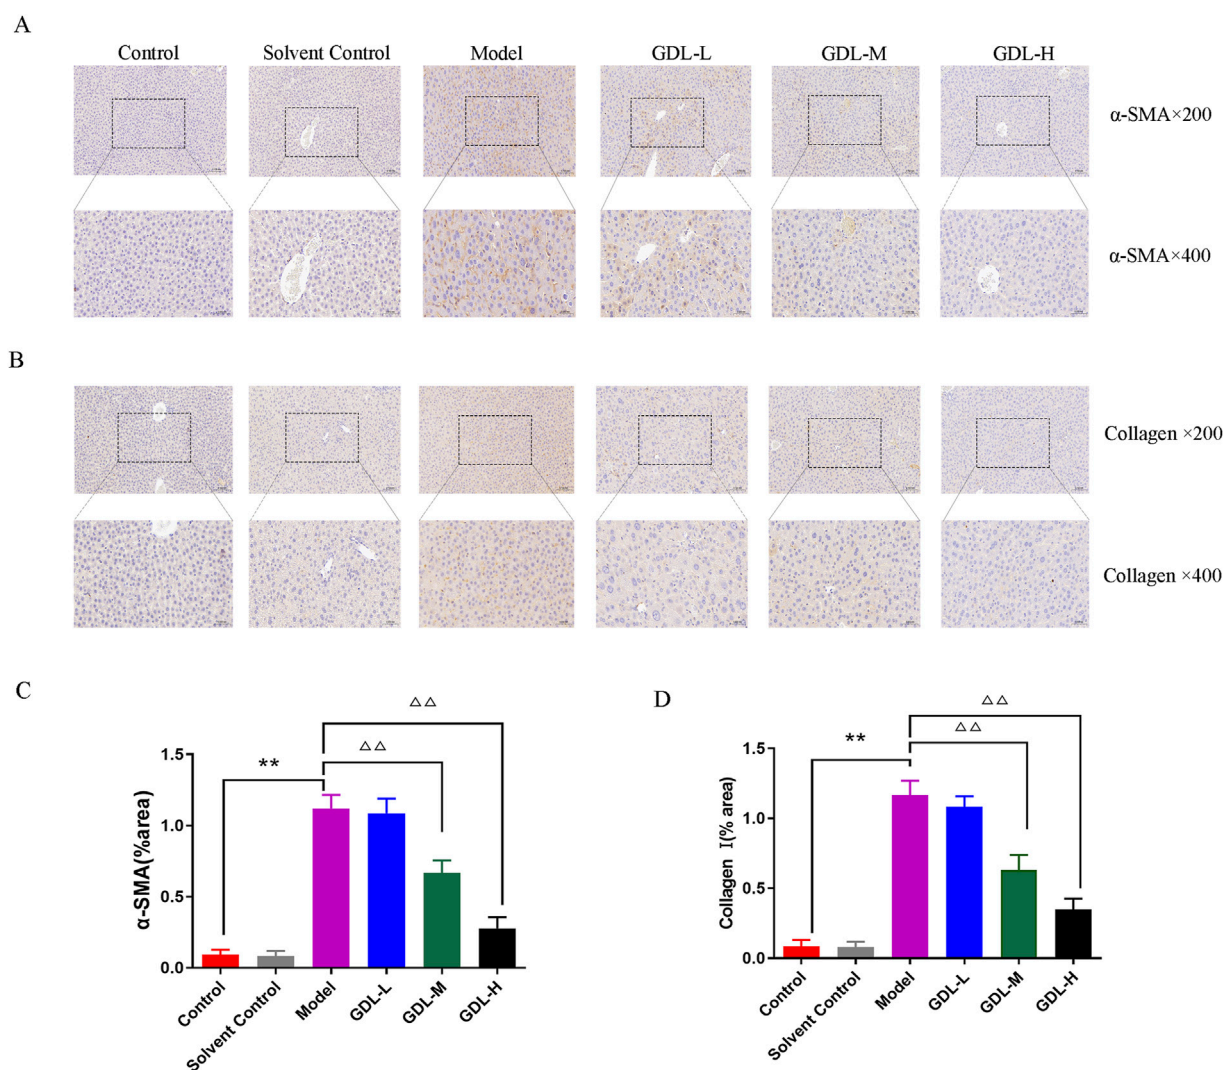 A
Control Solvent Control Model GDL-L GDL-M GDL-H
α-SMA×200
α-SMA×400
B
Collagen ×200
Collagen ×400
C
△△
△△
**
1.5
1.0
0.5
0.0
α-SMA(%area)
Control
Solvent Control
Model
GDL-L
GDL-M
GDL-H
D
△△
△△
**
1.5
1.0
0.5
0.0
Collagen I(% area)
Control
Solvent Control
Model
GDL-L
GDL-M
GDL-H